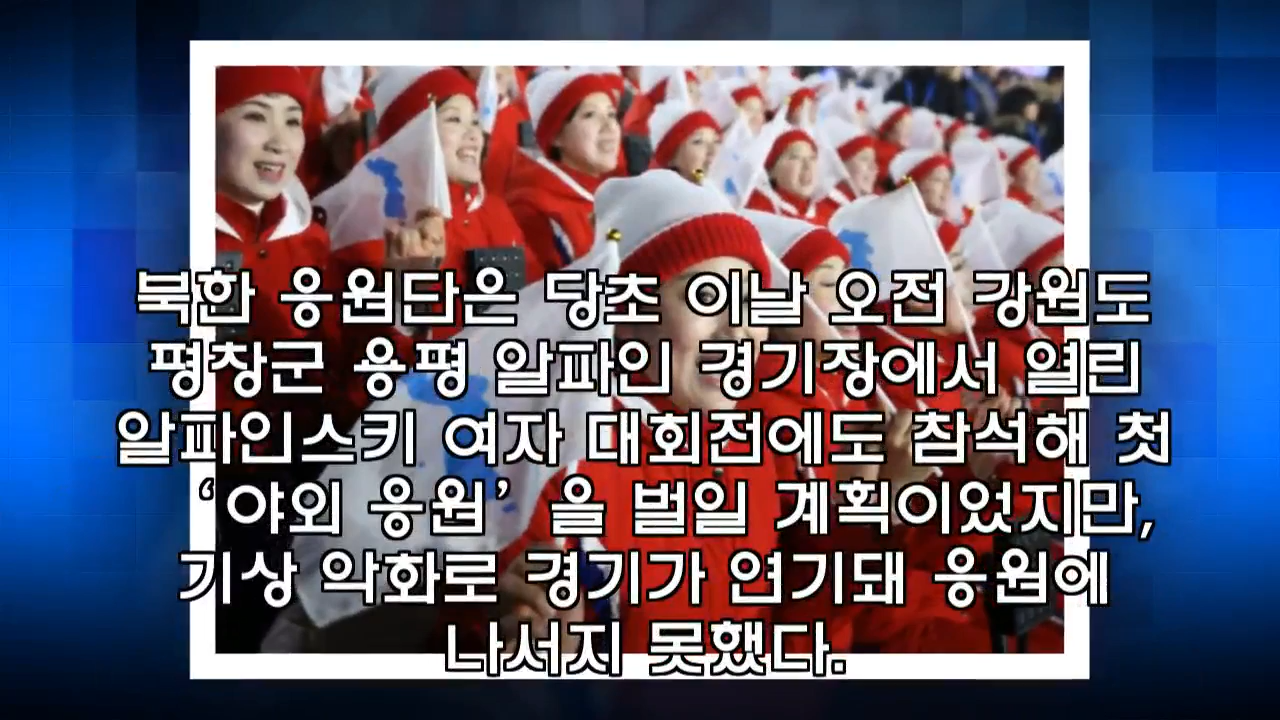 북한 응원단은 당초 이날 오전 강원도
평창군 용평 알파인 경기장에서 열린
알파인스키 여자 대회전에도 참석해 첫
‘야외 응원’을 벌일 계획이었지만,
기상 악화로 경기가 연기돼 응원에
나서지 못했다.